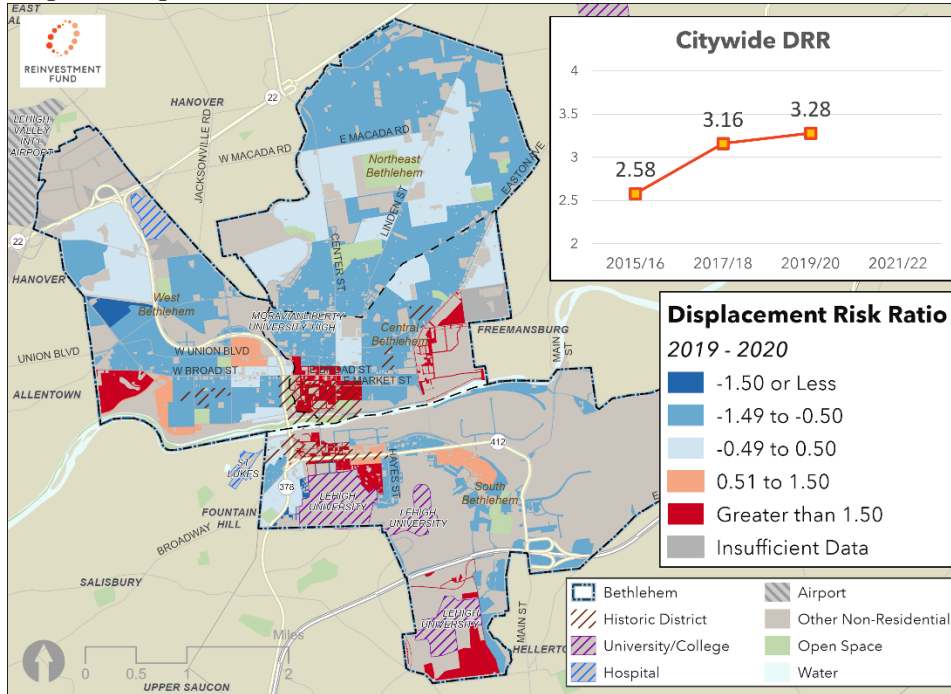 EAST
REINVESTMENT
FUND
HANOVER
22
LEHIGH
VALLEY
INT'L
AIRPORT
JACKSONVILLE RD
W MACADA RD
E MACADA RD
Northeast
Bethlehem
LINDEN ST
EASTON AVE
CENTER ST
22
HANOVER
West
Bethlehem
MORAVIAN
UNIVERSITY
LIBERTY
HIGH
Central
Bethlehem
FREEMANSBURG
MAIN ST
UNION BLVD
W UNION BLVD
W BROAD ST
E BROAD ST
E MARKET ST
ALLENTOWN
412
ST
LUKES
HAYES ST
378
LEHIGH
UNIVERSITY
LEHIGH
UNIVERSITY
South
Bethlehem
FOUNTAIN
HILL
BROADWAY
SALISBURY
LEHIGH
UNIVERSITY
MAIN ST
Miles
0 1 2
UPPER SAUCON
Citywide DRR
4
3.5
3
2.5
2
2.58
3.16
3.28
2015/16 2017/18 2019/20 2021/22
Displacement Risk Ratio
2019 - 2020
-1.50 or Less
-1.49 to -0.50
-0.49 to 0.50
0.51 to 1.50
Greater than 1.50
Insufficient Data
Bethlehem
Historic District
University/College
Hospital
Airport
Other Non-Residential
Open Space
Water